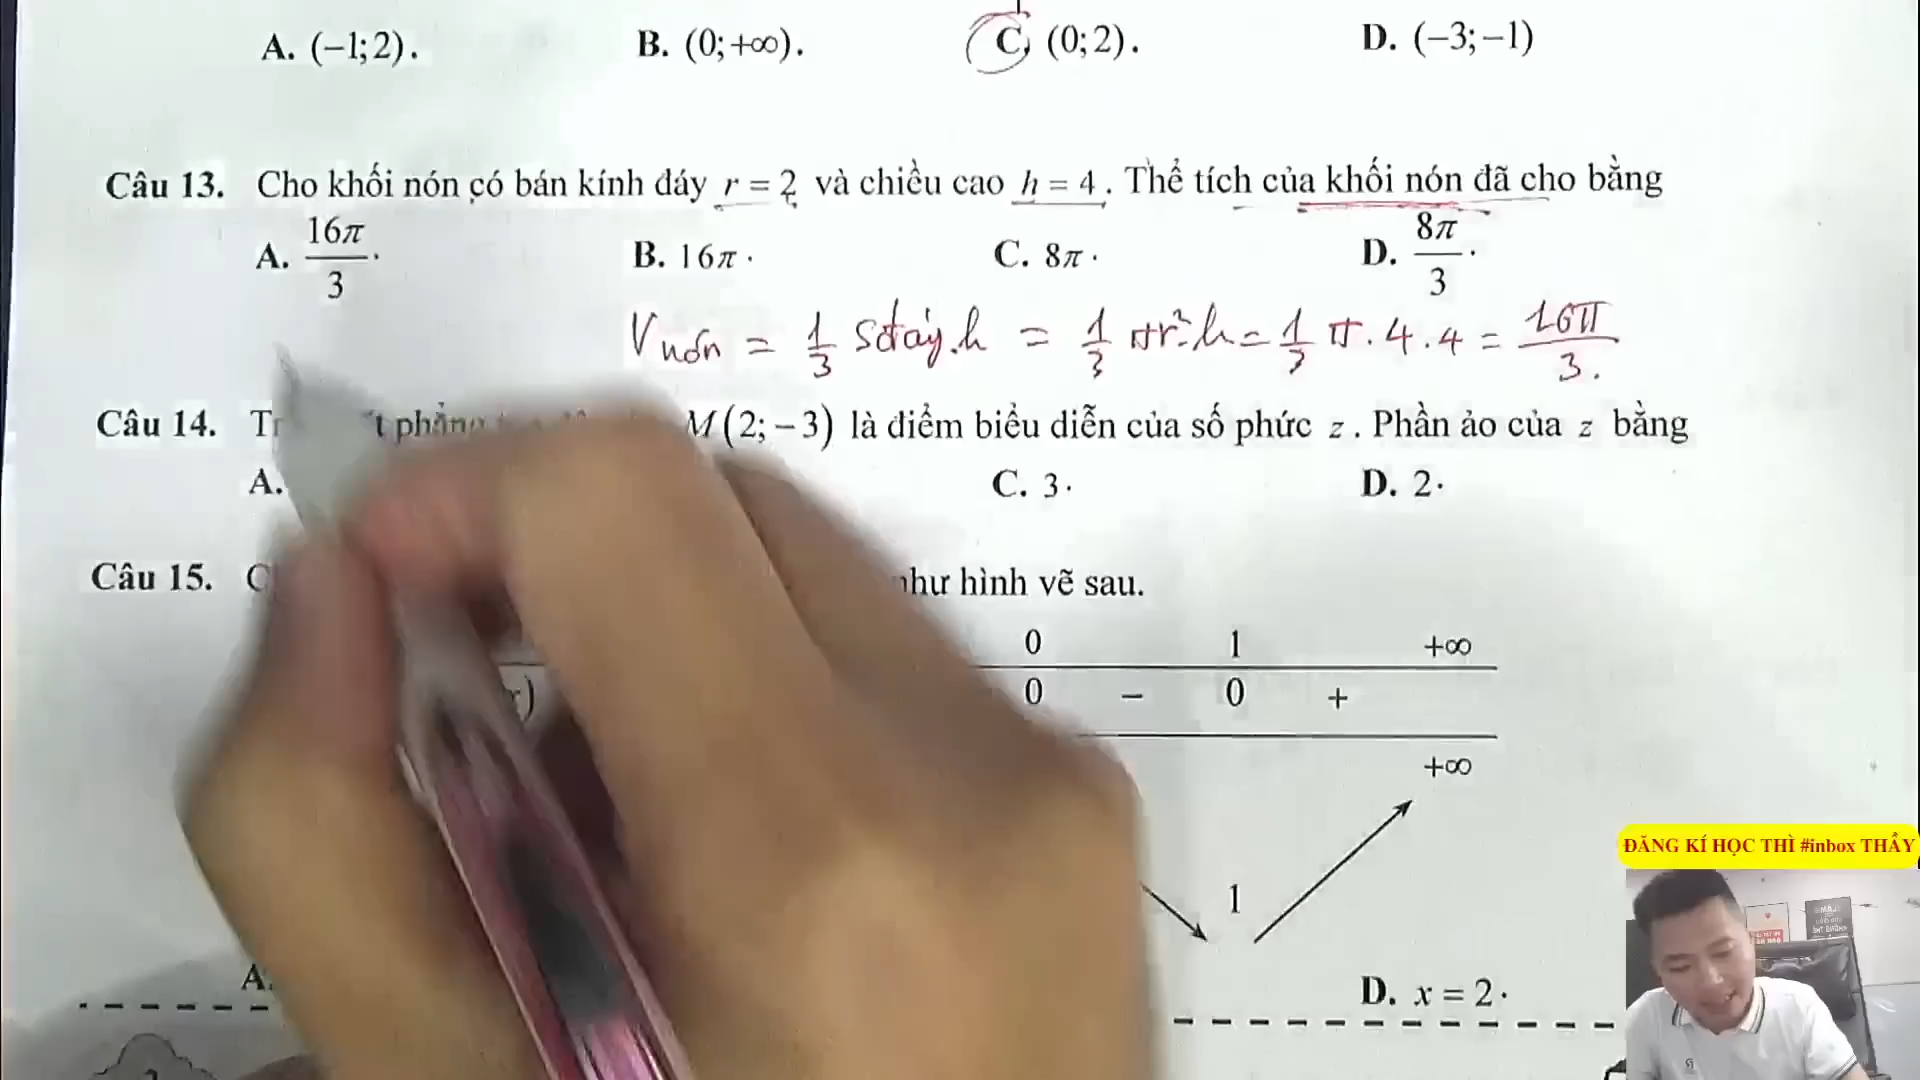 A. (−1;2). B. (0;+∞). C. (0;2). D. (−3;−1)
Câu 13. Cho khối nón có bán kính đáy r = 2 và chiều cao h = 4. Thể tích của khối nón đã cho bằng
A. 16π/3. B. 16π. C. 8π. D. 8π/3.
V nón = 1/3 Sđáy.h = 1/3 πr².h = 1/3 π.4.4 = 16π/3.
Câu 14. phẳng M(2;−3) là điểm biểu diễn của số phức z. Phần ảo của z bằng
A. C. 3. D. 2.
Câu 15. như hình vẽ sau.
0 1 +∞
0 − 0 +
+∞
1
A. D. x = 2.
ĐĂNG KÍ HỌC THÌ #inbox THẦY